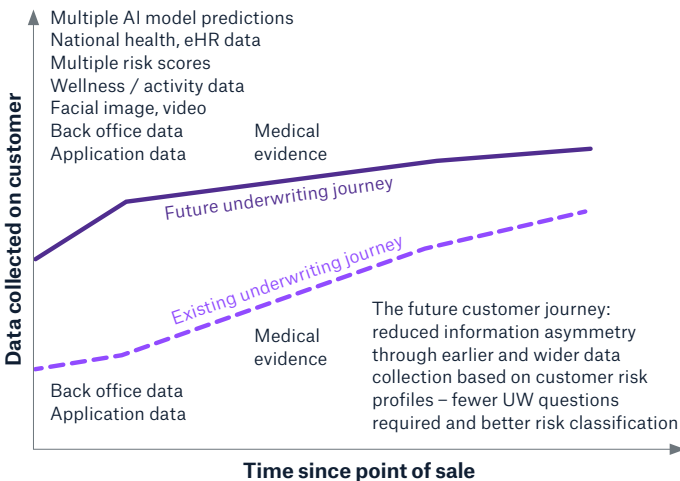 Data collected on customer
Multiple AI model predictions
National health, eHR data
Multiple risk scores
Wellness / activity data
Facial image, video
Back office data
Application data
Medical
evidence
Future underwriting journey
Existing underwriting journey
Medical
evidence
Back office data
Application data
The future customer journey:
reduced information asymmetry
through earlier and wider data
collection based on customer risk
profiles – fewer UW questions
required and better risk classification
Time since point of sale